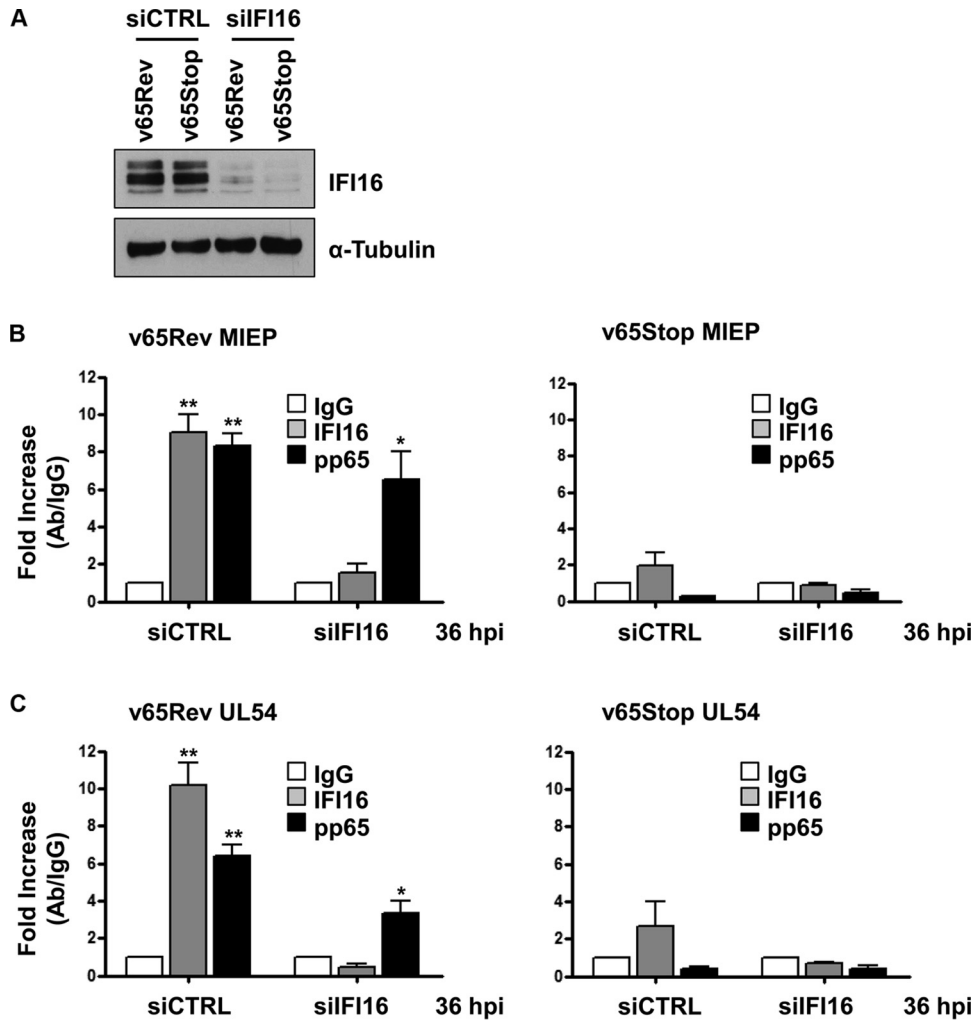 A
siCTRL siIFI16
v65Rev v65Stop v65Rev v65Stop
IFI16
α-Tubulin
B
v65Rev MIEP
Fold Increase
(Ab/IgG)
12
10
8
6
4
2
0
IgG
IFI16
pp65
** ** *
siCTRL siIFI16 36 hpi
v65Stop MIEP
12
10
8
6
4
2
0
IgG
IFI16
pp65
siCTRL siIFI16 36 hpi
C
v65Rev UL54
Fold Increase
(Ab/IgG)
12
10
8
6
4
2
0
IgG
IFI16
pp65
** ** *
siCTRL siIFI16 36 hpi
v65Stop UL54
12
10
8
6
4
2
0
IgG
IFI16
pp65
siCTRL siIFI16 36 hpi